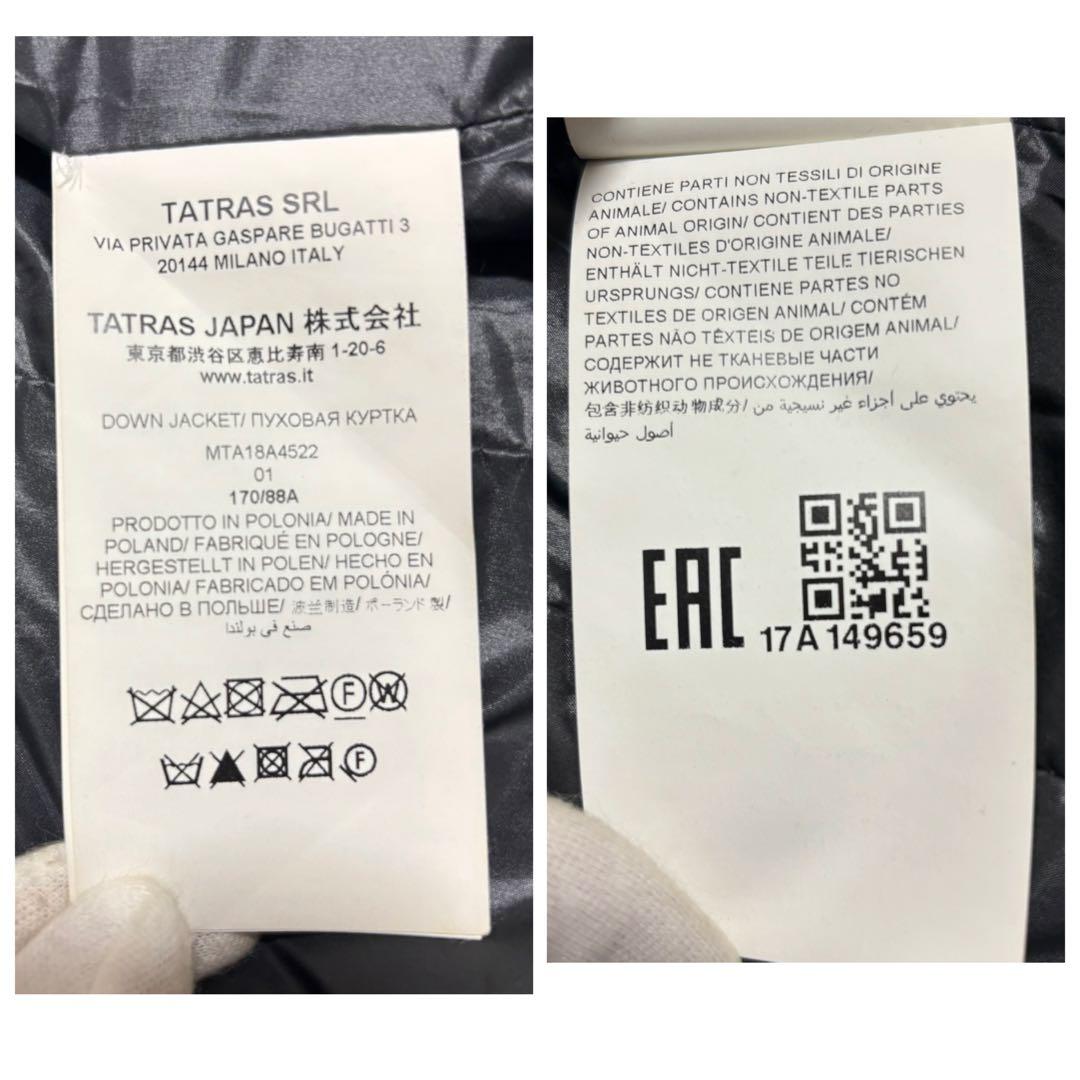 TATRAS SRL
VIA PRIVATA GASPARE BUGATTI 3
20144 MILANO ITALY
TATRAS JAPAN 株式会社
東京都渋谷区恵比寿南 1-20-6
www.tatras.it
DOWN JACKET/ ПУХОВАЯ КУРТКА
MTA18A4522
01
170/88A
PRODOTTO IN POLONIA/ MADE IN
POLAND/ FABRIQUÉ EN POLOGNE/
HERGESTELLT IN POLEN/ HECHO EN
POLONIA/ FABRICADO EM POLÓNIA/
СДЕЛАНО В ПОЛЬШЕ/ 波兰制造/ ポーランド製/
صنع في بولندا
F W
F
CONTIENE PARTI NON TESSILI DI ORIGINE
ANIMALE/ CONTAINS NON-TEXTILE PARTS
OF ANIMAL ORIGIN/ CONTIENT DES PARTIES
NON-TEXTILES D'ORIGINE ANIMALE/
ENTHÄLT NICHT-TEXTILE TEILE TIERISCHEN
URSPRUNGS/ CONTIENE PARTES NO
TEXTILES DE ORIGEN ANIMAL/ CONTÉM
PARTES NÃO TÊXTEIS DE ORIGEM ANIMAL/
СОДЕРЖИТ НЕ ТКАНЕВЫЕ ЧАСТИ
ЖИВОТНОГО ПРОИСХОЖДЕНИЯ/
包含非纺织动物成分/ يحتوي على أجزاء غير نسيجية من
أصول حيوانية
EAC
17A149659